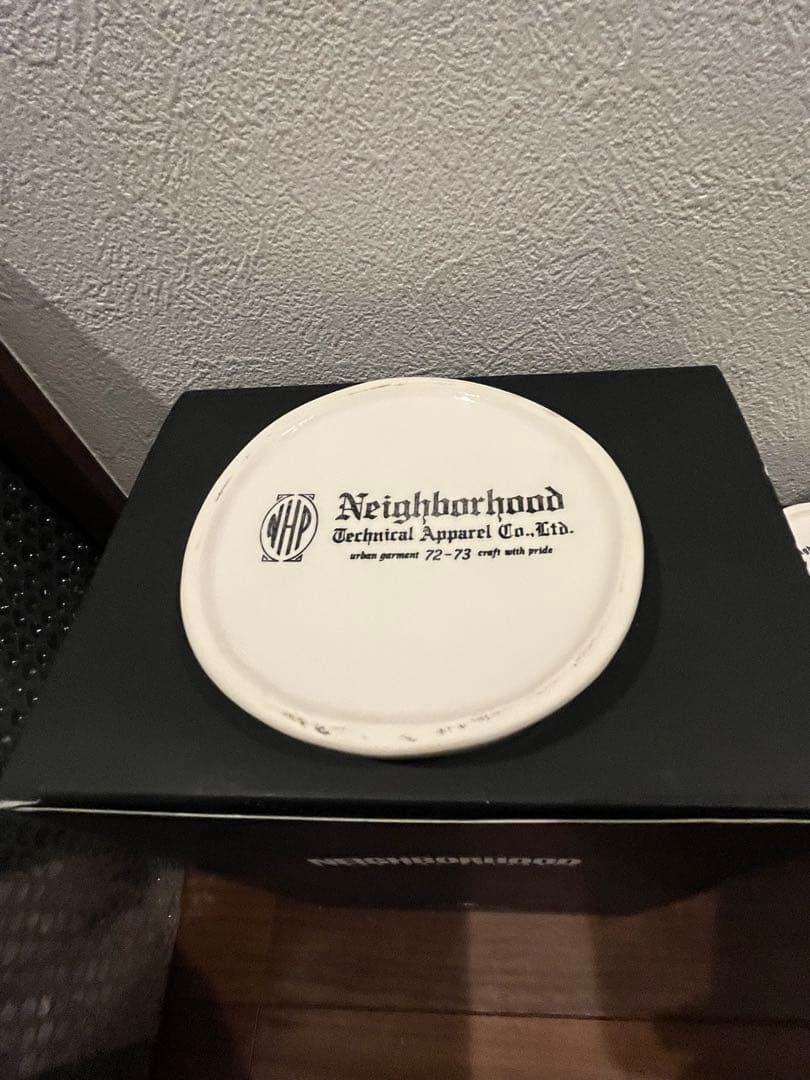 NHP
Neighborhood
Technical Apparel Co.,Ltd.
urban garment 72-73 craft with pride
NEIGHBORHOOD